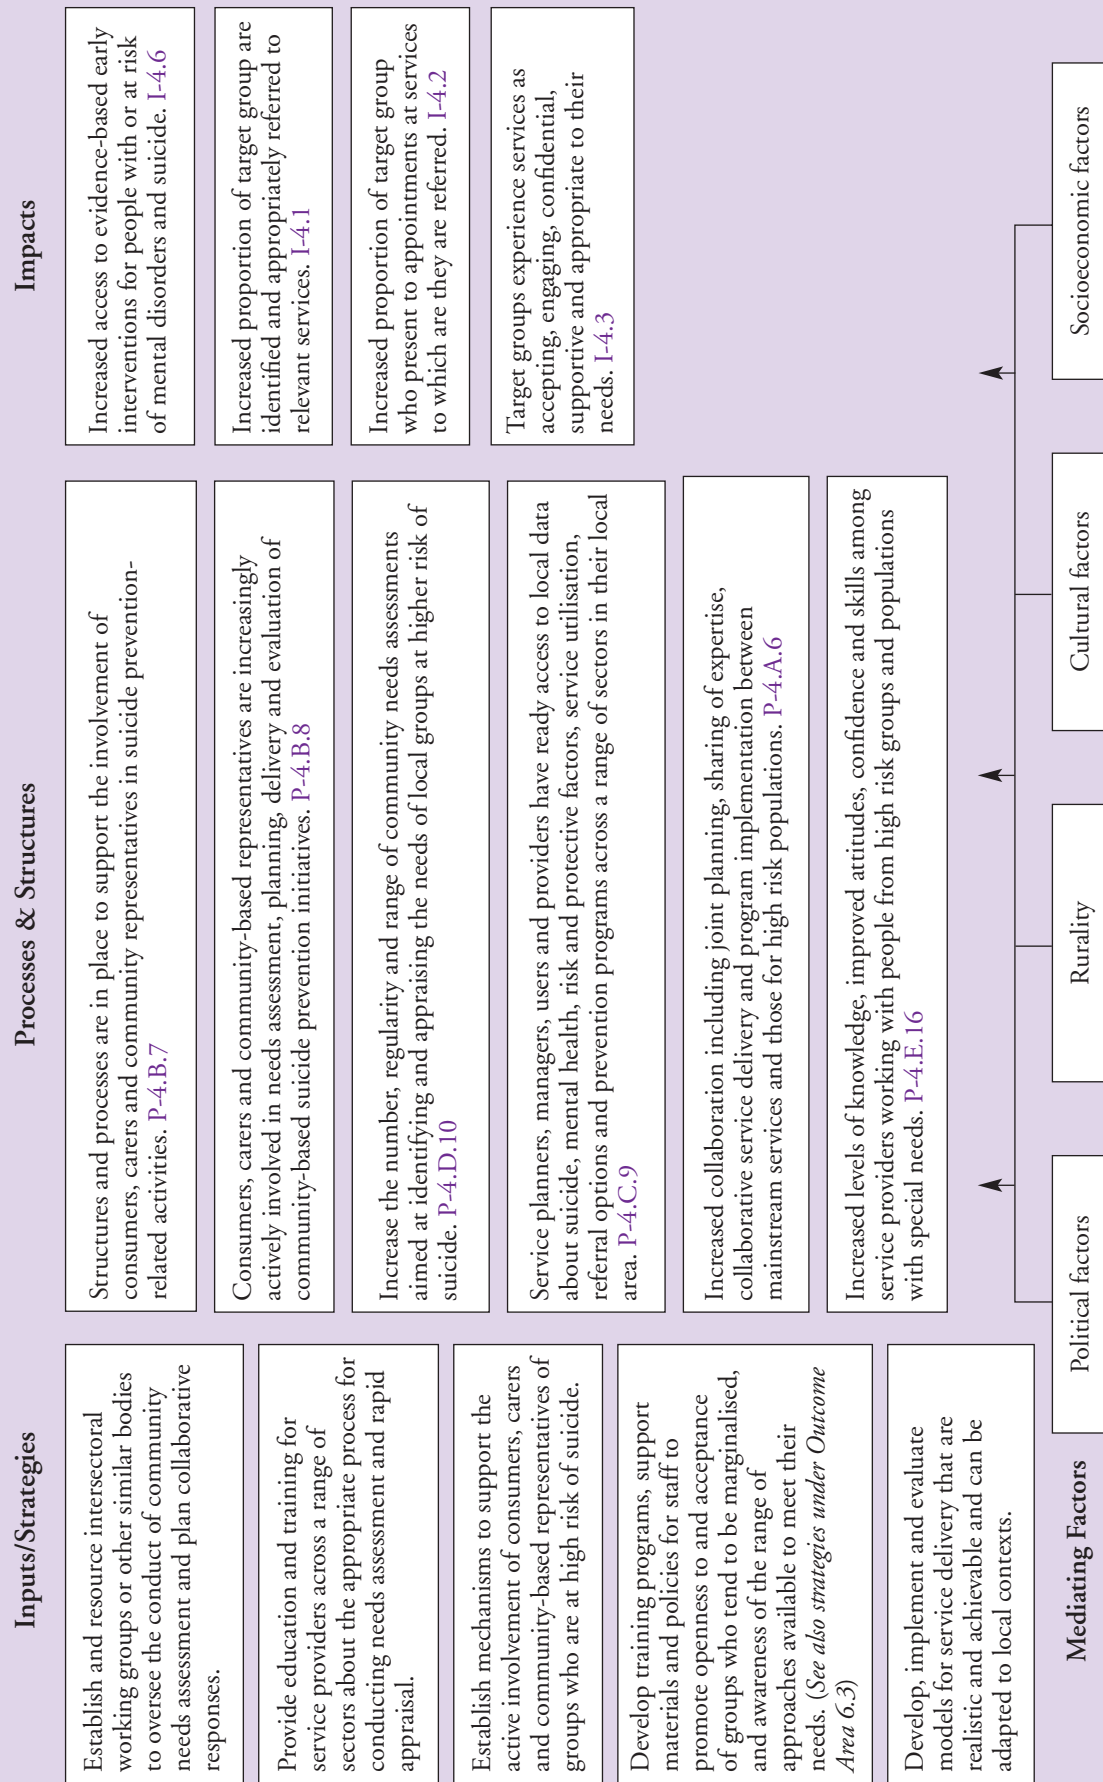 Inputs/Strategies
Establish and resource intersectoral
working groups or other similar bodies
to oversee the conduct of community
needs assessment and plan collaborative
responses.
Provide education and training for
service providers across a range of
sectors about the appropriate process for
conducting needs assessment and rapid
appraisal.
Establish mechanisms to support the
active involvement of consumers, carers
and community-based representatives of
groups who are at high risk of suicide.
Develop training programs, support
materials and policies for staff to
promote openness to and acceptance
of groups who tend to be marginalised,
and awareness of the range of
approaches available to meet their
needs. (See also strategies under Outcome
Area 6.3)
Develop, implement and evaluate
models for service delivery that are
realistic and achievable and can be
adapted to local contexts.
Processes & Structures
Structures and processes are in place to support the involvement of
consumers, carers and community representatives in suicide prevention-
related activities. P-4.B.7
Consumers, carers and community-based representatives are increasingly
actively involved in needs assessment, planning, delivery and evaluation of
community-based suicide prevention initiatives. P-4.B.8
Increase the number, regularity and range of community needs assessments
aimed at identifying and appraising the needs of local groups at higher risk of
suicide. P-4.D.10
Service planners, managers, users and providers have ready access to local data
about suicide, mental health, risk and protective factors, service utilisation,
referral options and prevention programs across a range of sectors in their local
area. P-4.C.9
Increased collaboration including joint planning, sharing of expertise,
collaborative service delivery and program implementation between
mainstream services and those for high risk populations. P-4.A.6
Increased levels of knowledge, improved attitudes, confidence and skills among
service providers working with people from high risk groups and populations
with special needs. P-4.E.16
Impacts
Increased access to evidence-based early
interventions for people with or at risk
of mental disorders and suicide. I-4.6
Increased proportion of target group are
identified and appropriately referred to
relevant services. I-4.1
Increased proportion of target group
who present to appointments at services
to which are they are referred. I-4.2
Target groups experience services as
accepting, engaging, confidential,
supportive and appropriate to their
needs. I-4.3
Mediating Factors
Political factors
Rurality
Cultural factors
Socioeconomic factors